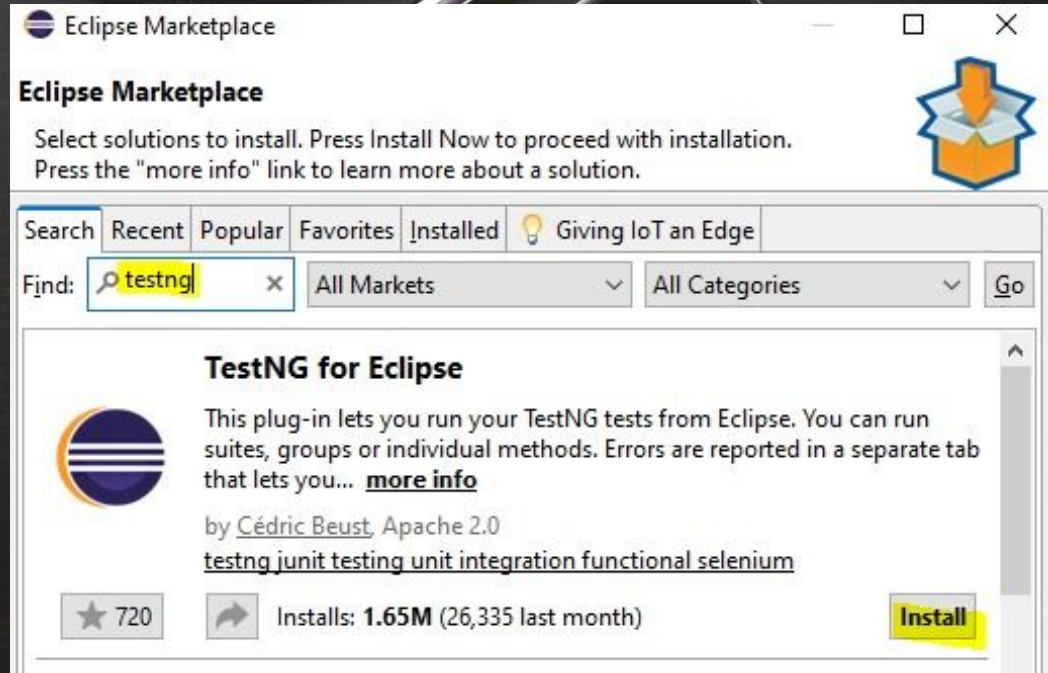 Eclipse Marketplace
Eclipse Marketplace
Select solutions to install. Press Install Now to proceed with installation.
Press the "more info" link to learn more about a solution.
Search Recent Popular Favorites Installed Giving IoT an Edge
Find: testng All Markets All Categories Go
TestNG for Eclipse
This plug-in lets you run your TestNG tests from Eclipse. You can run
suites, groups or individual methods. Errors are reported in a separate tab
that lets you... more info
by Cédric Beust, Apache 2.0
testng junit testing unit integration functional selenium
720 Installs: 1.65M (26,335 last month) Install